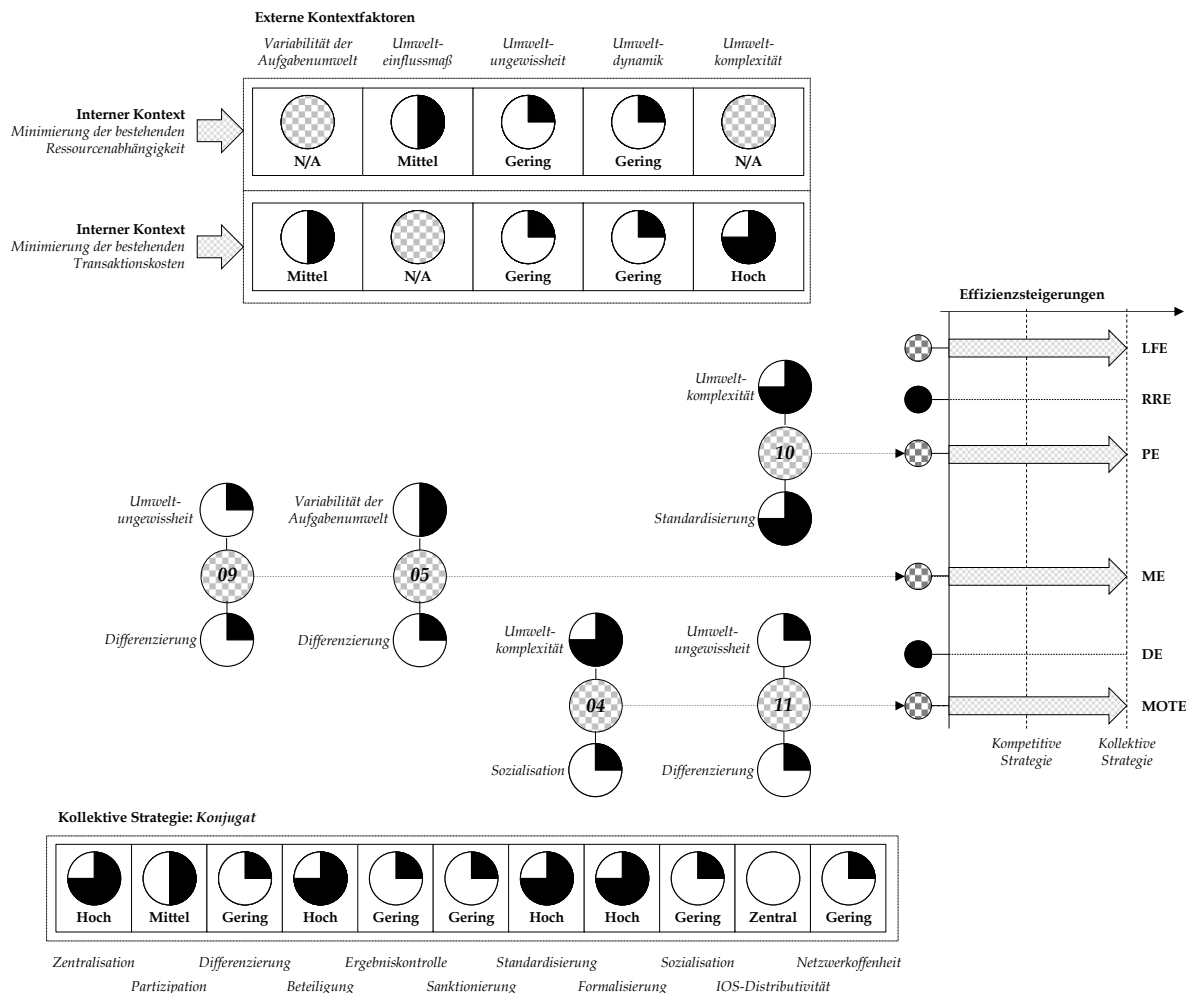 Externe Kontextfaktoren
Variabilität der
Aufgabenumwelt
Umwelt-
einflussmaß
Umwelt-
ungewissheit
Umwelt-
dynamik
Umwelt-
komplexität
Interner Kontext
Minimierung der bestehenden
Ressourcenabhängigkeit
N/A
Mittel
Gering
Gering
N/A
Interner Kontext
Minimierung der bestehenden
Transaktionskosten
Mittel
N/A
Gering
Gering
Hoch
Effizienzsteigerungen
LFE
RRE
PE
ME
DE
MOTE
Kompetitive
Strategie
Kollektive
Strategie
Umwelt-
komplexität
10
Standardisierung
Umwelt-
ungewissheit
09
Differenzierung
Variabilität der
Aufgabenumwelt
05
Differenzierung
Umwelt-
komplexität
04
Sozialisation
Umwelt-
ungewissheit
11
Differenzierung
Kollektive Strategie: Konjugat
Hoch
Mittel
Gering
Hoch
Gering
Gering
Hoch
Hoch
Gering
Zentral
Gering
Zentralisation
Partizipation
Differenzierung
Beteiligung
Ergebniskontrolle
Sanktionierung
Standardisierung
Formalisierung
Sozialisation
IOS-Distributivität
Netzwerkoffenheit